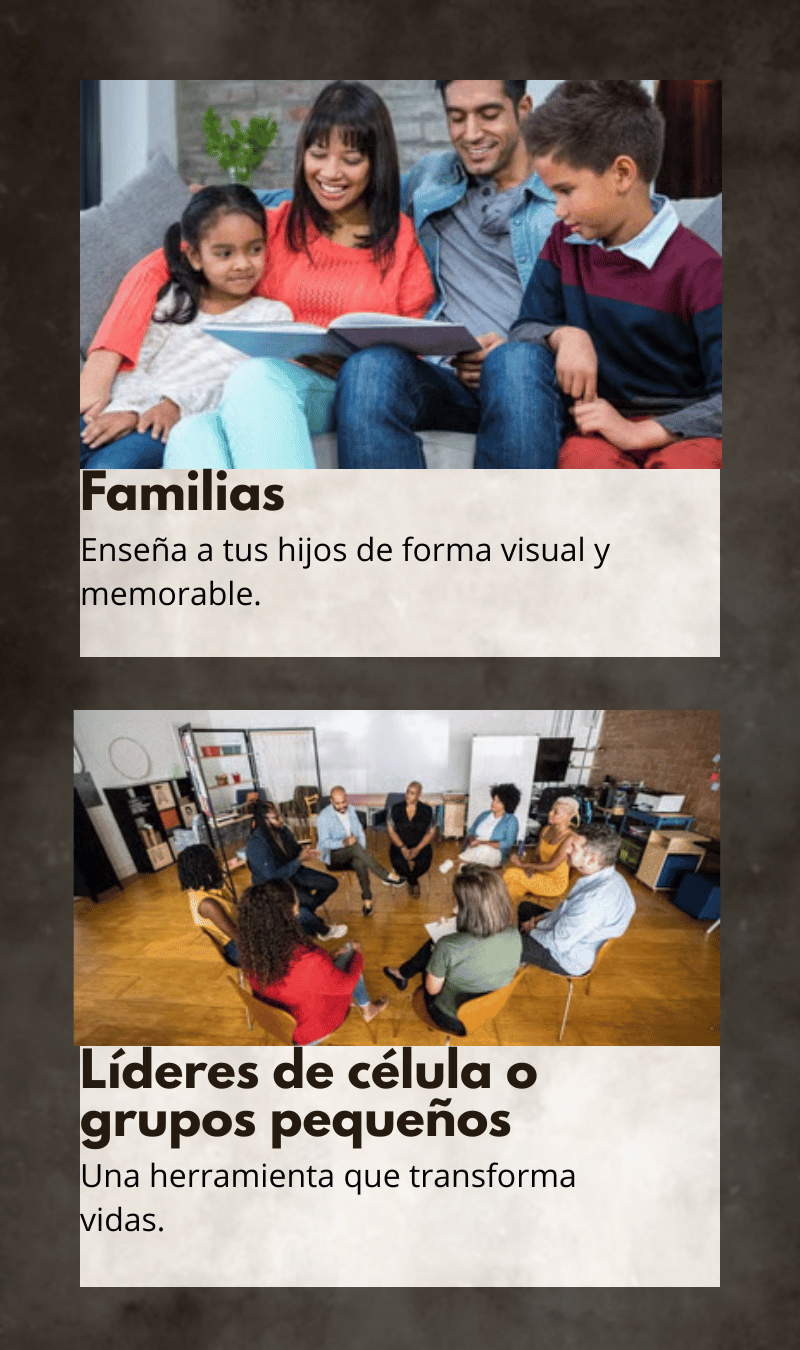 Familias
Enseña a tus hijos de forma visual y
memorable.
Líderes de célula o
grupos pequeños
Una herramienta que transforma
vidas.